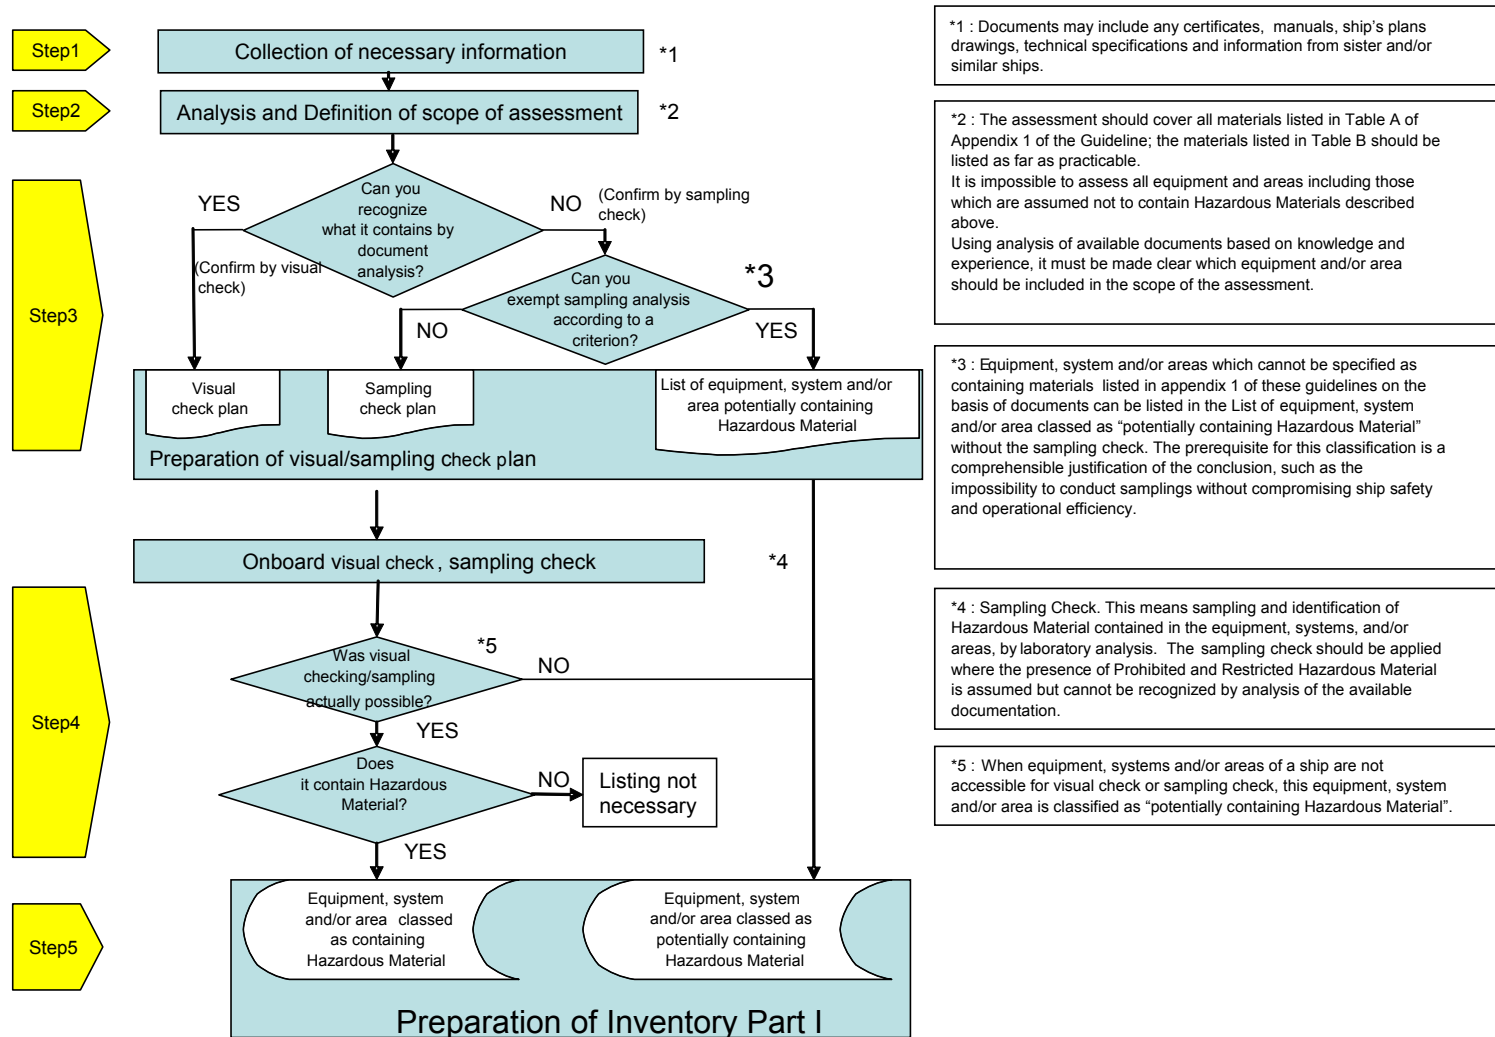 Step1
Collection of necessary information
*1
Step2
Analysis and Definition of scope of assessment
*2
Step3
Can you
recognize
what it contains by
document
analysis?
YES
(Confirm by visual
check)
NO
(Confirm by sampling
check)
Can you
exempt sampling analysis
according to a
criterion?
*3
NO
YES
Visual
check plan
Sampling
check plan
List of equipment, system and/or
area potentially containing
Hazardous Material
Preparation of visual/sampling check plan
Step4
Onboard visual check, sampling check
*4
Was visual
checking/sampling
actually possible?
*5
NO
YES
Does
it contain Hazardous
Material?
NO
Listing not
necessary
YES
Step5
Equipment, system
and/or area classed
as containing
Hazardous Material
Equipment, system
and/or area classed as
potentially containing
Hazardous Material
Preparation of Inventory Part I
*1 : Documents may include any certificates, manuals, ship's plans
drawings, technical specifications and information from sister and/or
similar ships.
*2 : The assessment should cover all materials listed in Table A of
Appendix 1 of the Guideline; the materials listed in Table B should be
listed as far as practicable.
It is impossible to assess all equipment and areas including those
which are assumed not to contain Hazardous Materials described
above.
Using analysis of available documents based on knowledge and
experience, it must be made clear which equipment and/or area
should be included in the scope of the assessment.
*3 : Equipment, system and/or areas which cannot be specified as
containing materials listed in appendix 1 of these guidelines on the
basis of documents can be listed in the List of equipment, system
and/or area classed as “potentially containing Hazardous Material”
without the sampling check. The prerequisite for this classification is a
comprehensible justification of the conclusion, such as the
impossibility to conduct samplings without compromising ship safety
and operational efficiency.
*4 : Sampling Check. This means sampling and identification of
Hazardous Material contained in the equipment, systems, and/or
areas, by laboratory analysis. The sampling check should be applied
where the presence of Prohibited and Restricted Hazardous Material
is assumed but cannot be recognized by analysis of the available
documentation.
*5 : When equipment, systems and/or areas of a ship are not
accessible for visual check or sampling check, this equipment, system
and/or area is classified as “potentially containing Hazardous Material”.